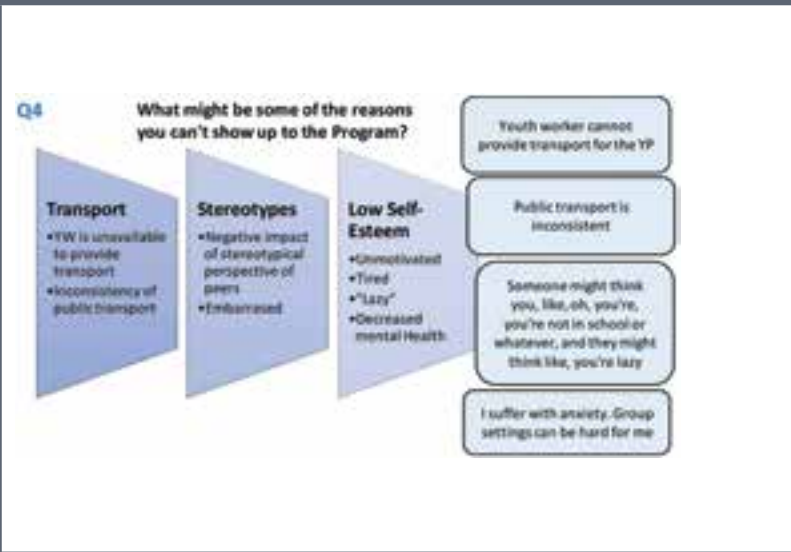 Q4
What might be some of the reasons
you can't show up to the Program?
Transport
•YW is unavailable
to provide
transport
•Inconsistency of
public transport
Stereotypes
•Negative impact
of stereotypical
perspective of
peers
•Embarrased
Low Self-
Esteem
•Unmotivated
•Tired
•"Lazy"
•Decreased
mental Health
Youth worker cannot
provide transport for the YP
Public transport is
inconsistent
Someone might think
you, like, oh, you're,
you're not in school or
whatever, and they might
think like, you're lazy
I suffer with anxiety. Group
settings can be hard for me